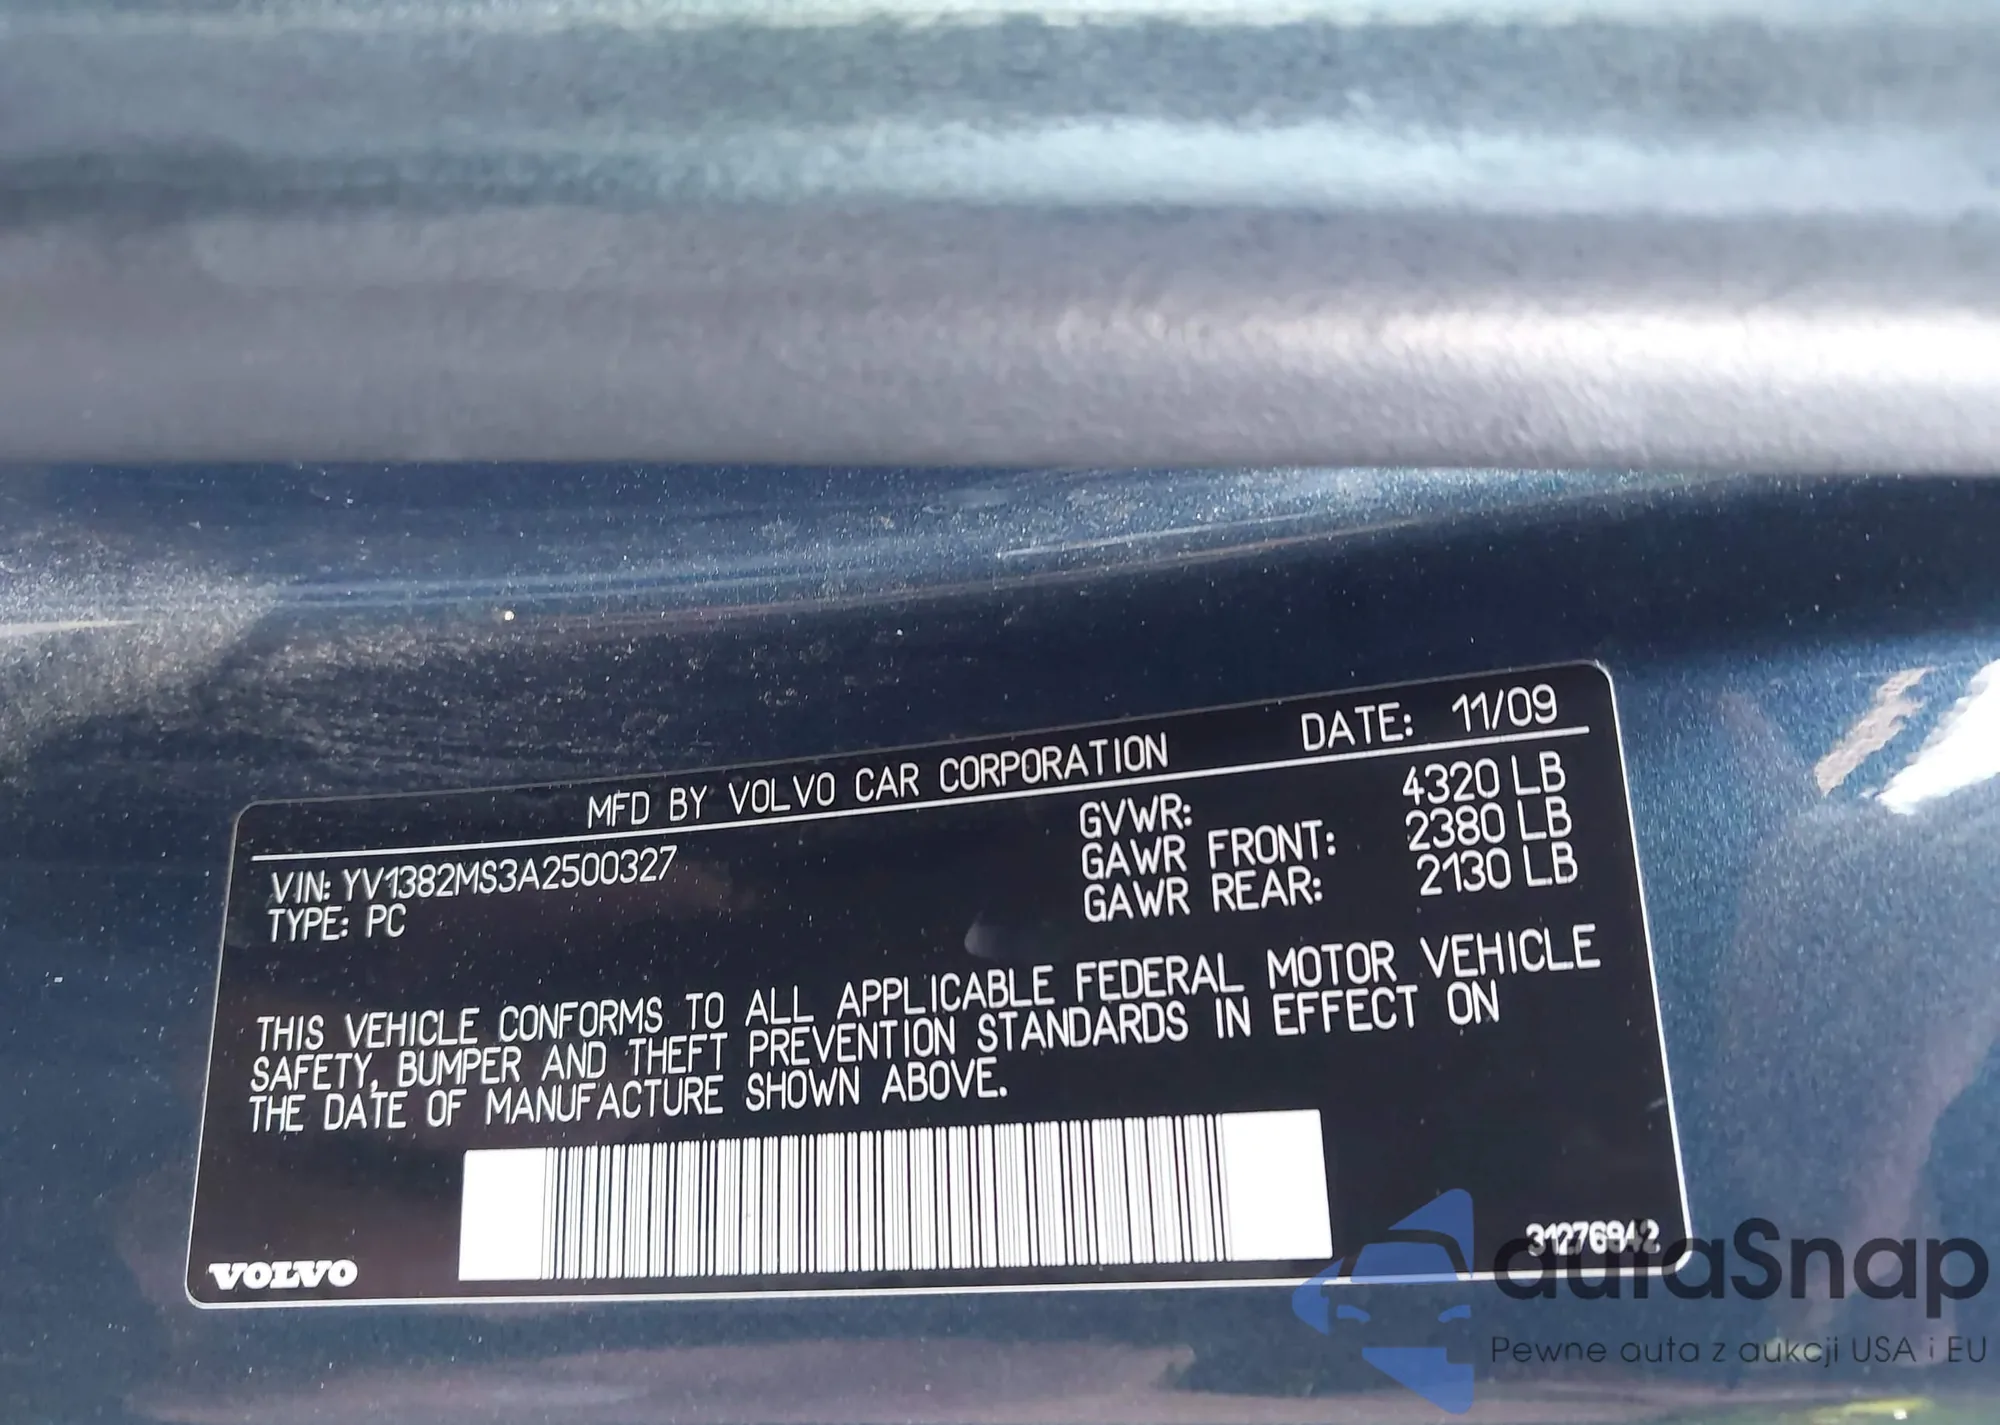 MFD BY VOLVO CAR CORPORATION DATE: 11/09
VIN: YV1382MS3A2500327
TYPE: PC
GVWR: 4320 LB
GAWR FRONT: 2380 LB
GAWR REAR: 2130 LB
THIS VEHICLE CONFORMS TO ALL APPLICABLE FEDERAL MOTOR VEHICLE
SAFETY, BUMPER AND THEFT PREVENTION STANDARDS IN EFFECT ON
THE DATE OF MANUFACTURE SHOWN ABOVE.
VOLVO
31276942
autaSnap
Pewne auta z aukcji USA i EU